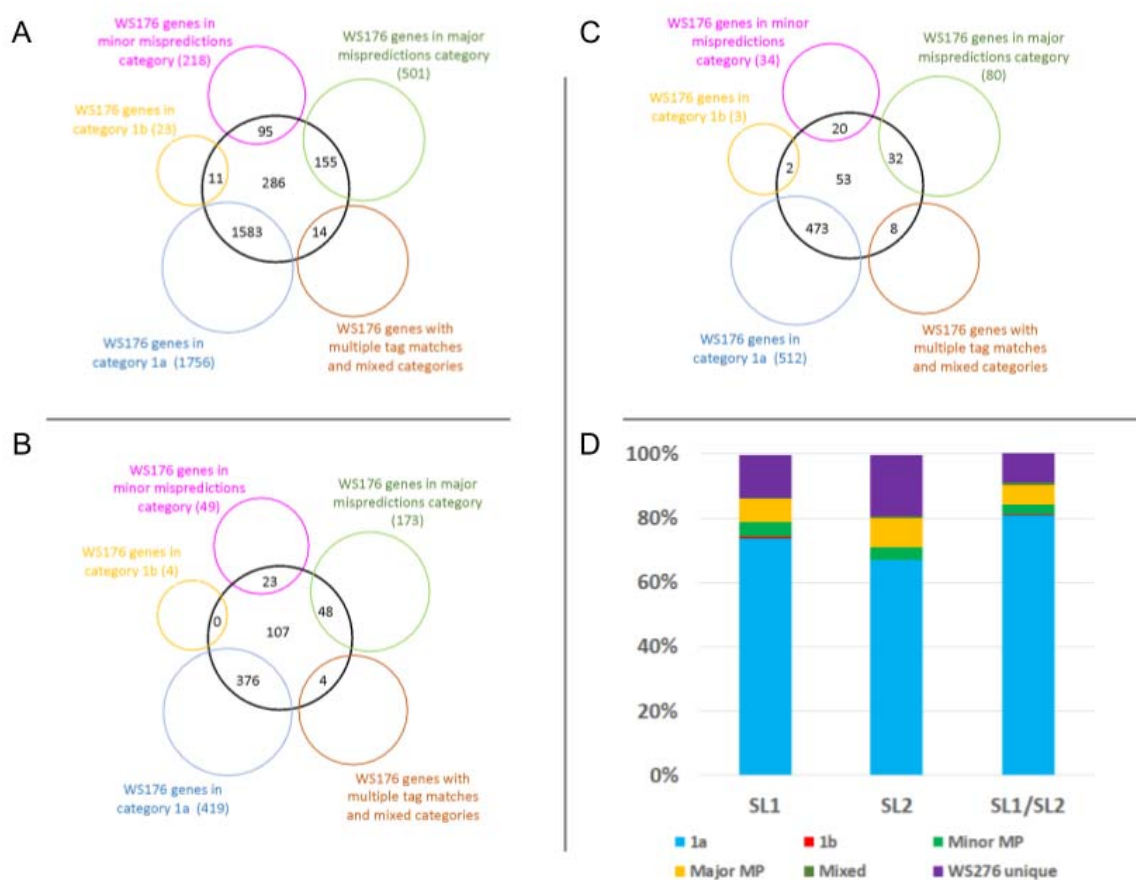 A
WS176 genes in
minor mispredictions
category (218)
WS176 genes in major
mispredictions category
(501)
WS176 genes in
category 1b (23)
95
155
11
286
1583
14
WS176 genes in
category 1a (1756)
WS176 genes with
multiple tag matches
and mixed categories
B
WS176 genes in
minor mispredictions
category (49)
WS176 genes in major
mispredictions category
(173)
WS176 genes in
category 1b (4)
23
48
0
107
376
4
WS176 genes in
category 1a (419)
WS176 genes with
multiple tag matches
and mixed categories
C
WS176 genes in minor
mispredictions
category (34)
WS176 genes in major
mispredictions category
(80)
WS176 genes in
category 1b (3)
20
32
2
53
473
8
WS176 genes in
category 1a (512)
WS176 genes with
multiple tag matches
and mixed categories
D
100%
80%
60%
40%
20%
0%
SL1 SL2 SL1/SL2
1a 1b Minor MP
Major MP Mixed WS276 unique